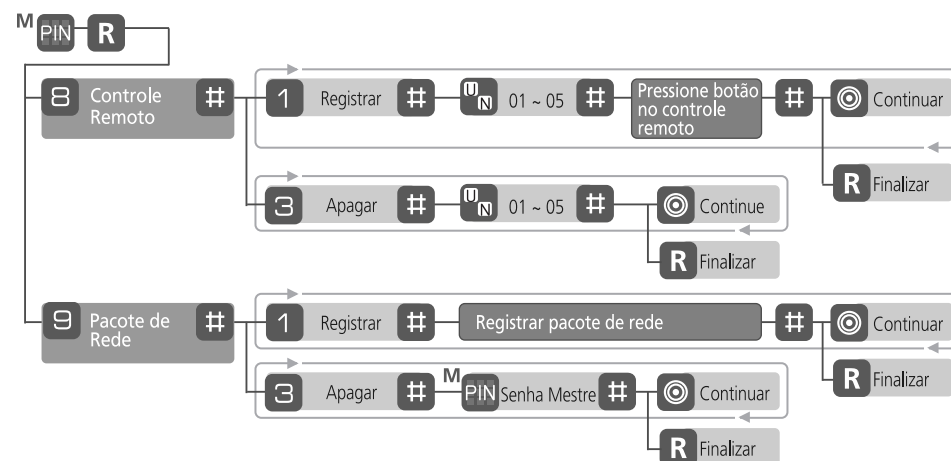 M
PIN R
8 Controle Remoto # 1 Registrar # UN 01 ~ 05 # Pressione botão no controle remoto # Continuar
R Finalizar
3 Apagar # UN 01 ~ 05 # Continue
R Finalizar
9 Pacote de Rede # 1 Registrar # Registrar pacote de rede # Continuar
R Finalizar
3 Apagar # M PIN Senha Mestre # Continuar
R Finalizar